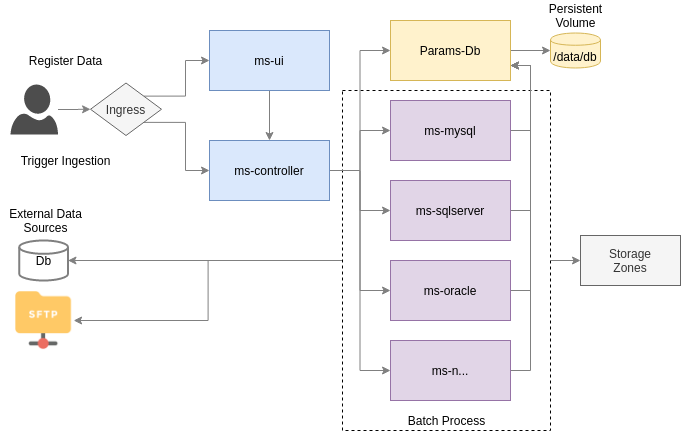 Persistent
Volume
Register Data
ms-ui
Params-Db
/data/db
Ingress
ms-mysql
Trigger Ingestion
ms-controller
External Data
Sources
ms-sqlserver
Db
Storage
Zones
SFTP
ms-oracle
ms-n...
Batch Process